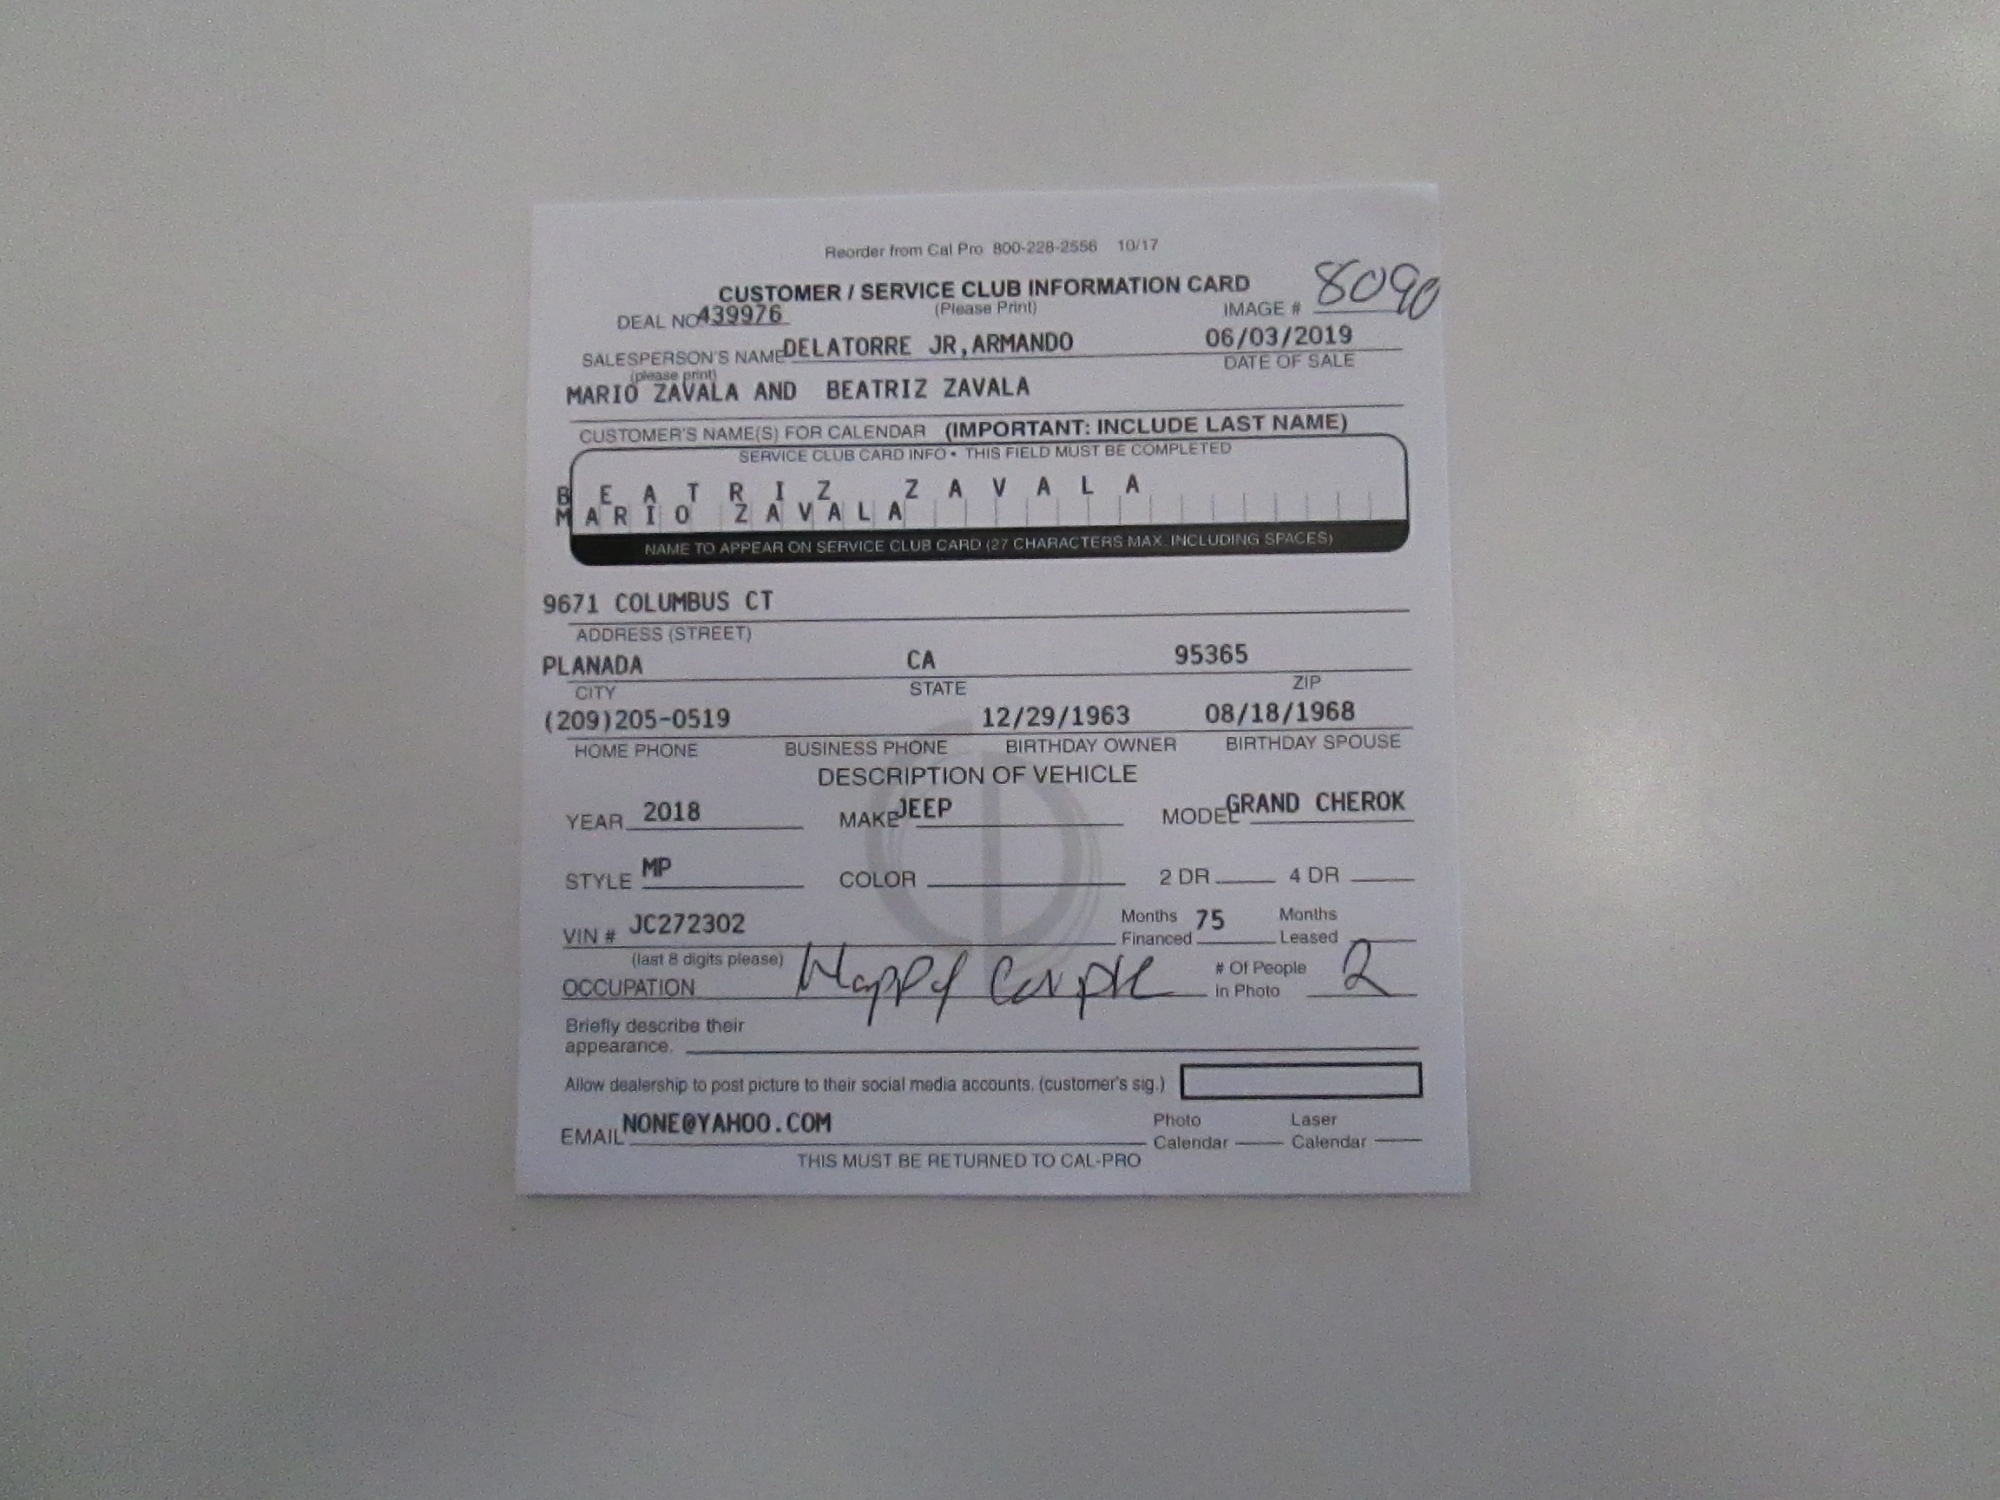 Reorder from Cal Pro 800-228-2556 10/17
CUSTOMER / SERVICE CLUB INFORMATION CARD
(Please Print)
IMAGE # 8090
DEAL NO 439976
SALESPERSON'S NAME DELATORRE JR,ARMANDO 06/03/2019
(please print) DATE OF SALE
MARIO ZAVALA AND BEATRIZ ZAVALA
CUSTOMER'S NAME(S) FOR CALENDAR (IMPORTANT: INCLUDE LAST NAME)
SERVICE CLUB CARD INFO • THIS FIELD MUST BE COMPLETED
BEATRIZ ZAVALA
MARIO ZAVALA
NAME TO APPEAR ON SERVICE CLUB CARD (27 CHARACTERS MAX. INCLUDING SPACES)
9671 COLUMBUS CT
ADDRESS (STREET)
PLANADA CA 95365
CITY STATE ZIP
(209)205-0519 12/29/1963 08/18/1968
HOME PHONE BUSINESS PHONE BIRTHDAY OWNER BIRTHDAY SPOUSE
DESCRIPTION OF VEHICLE
YEAR 2018 MAKE JEEP MODEL GRAND CHEROK
STYLE MP COLOR 2 DR 4 DR
VIN # JC272302 Months Financed 75 Months Leased
(last 8 digits please)
OCCUPATION Happy Couple # Of People in Photo 2
Briefly describe their
appearance.
Allow dealership to post picture to their social media accounts. (customer's sig.)
EMAIL NONE@YAHOO.COM Photo Calendar Laser Calendar
THIS MUST BE RETURNED TO CAL-PRO